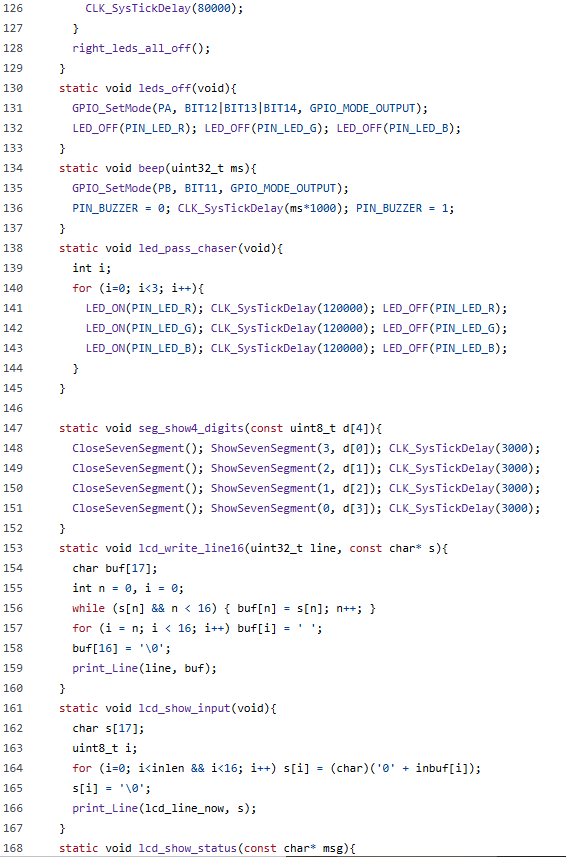 126 CLK_SysTickDelay(80000);
127 }
128 right_leds_all_off();
129 }
130 static void leds_off(void){
131 GPIO_SetMode(PA, BIT12|BIT13|BIT14, GPIO_MODE_OUTPUT);
132 LED_OFF(PIN_LED_R); LED_OFF(PIN_LED_G); LED_OFF(PIN_LED_B);
133 }
134 static void beep(uint32_t ms){
135 GPIO_SetMode(PB, BIT11, GPIO_MODE_OUTPUT);
136 PIN_BUZZER = 0; CLK_SysTickDelay(ms*1000); PIN_BUZZER = 1;
137 }
138 static void led_pass_chaser(void){
139 int i;
140 for (i=0; i<3; i++){
141 LED_ON(PIN_LED_R); CLK_SysTickDelay(120000); LED_OFF(PIN_LED_R);
142 LED_ON(PIN_LED_G); CLK_SysTickDelay(120000); LED_OFF(PIN_LED_G);
143 LED_ON(PIN_LED_B); CLK_SysTickDelay(120000); LED_OFF(PIN_LED_B);
144 }
145 }
146
147 static void seg_show4_digits(const uint8_t d[4]){
148 CloseSevenSegment(); ShowSevenSegment(3, d[0]); CLK_SysTickDelay(3000);
149 CloseSevenSegment(); ShowSevenSegment(2, d[1]); CLK_SysTickDelay(3000);
150 CloseSevenSegment(); ShowSevenSegment(1, d[2]); CLK_SysTickDelay(3000);
151 CloseSevenSegment(); ShowSevenSegment(0, d[3]); CLK_SysTickDelay(3000);
152 }
153 static void lcd_write_line16(uint32_t line, const char* s){
154 char buf[17];
155 int n = 0, i = 0;
156 while (s[n] && n < 16) { buf[n] = s[n]; n++; }
157 for (i = n; i < 16; i++) buf[i] = ' ';
158 buf[16] = '\0';
159 print_Line(line, buf);
160 }
161 static void lcd_show_input(void){
162 char s[17];
163 uint8_t i;
164 for (i=0; i<inlen && i<16; i++) s[i] = (char)('0' + inbuf[i]);
165 s[i] = '\0';
166 print_Line(lcd_line_now, s);
167 }
168 static void lcd_show_status(const char* msg){